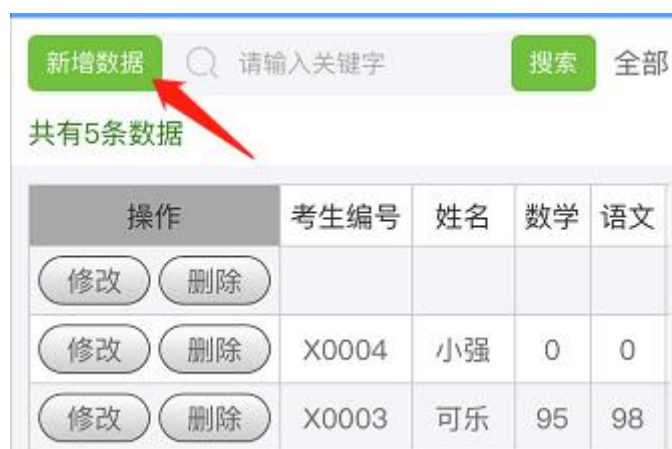 新增数据 请输入关键字 搜索 全部
共有5条数据
操作 考生编号 姓名 数学 语文
修改 删除
修改 删除 X0004 小强 0 0
修改 删除 X0003 可乐 95 98